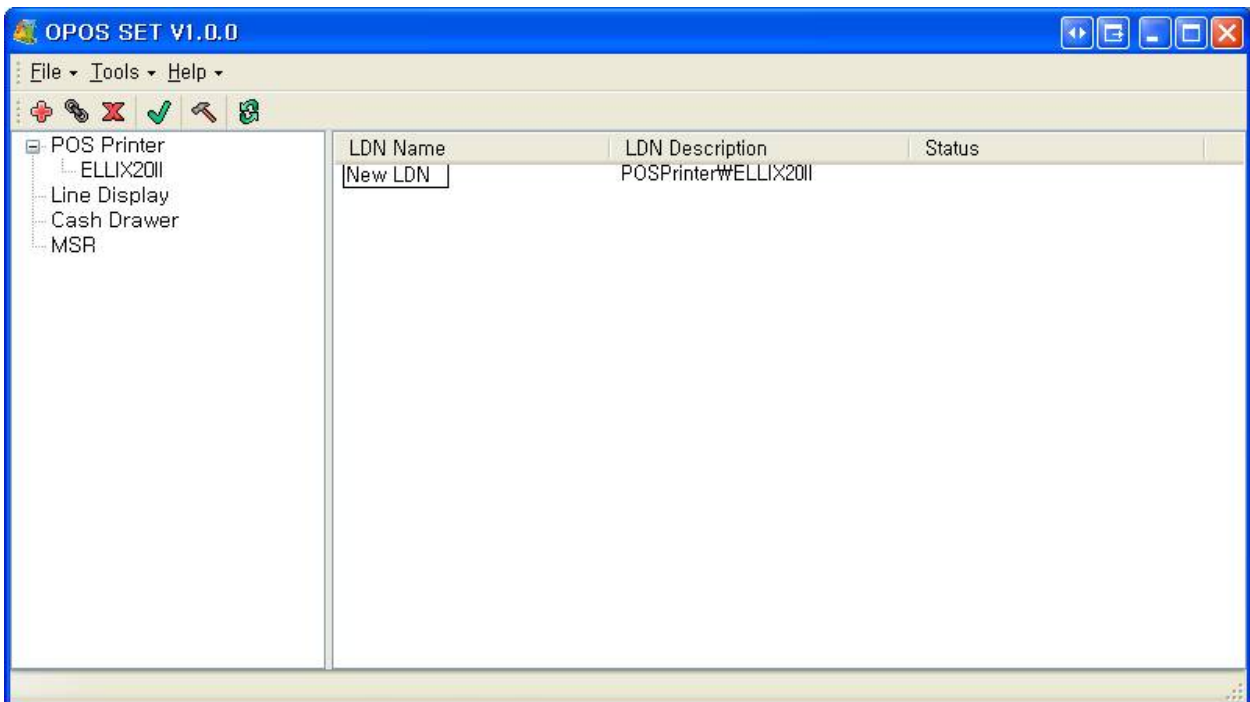 OPOS SET V1.0.0
File Tools Help
POS Printer
ELLIX20II
Line Display
Cash Drawer
MSR
LDN Name LDN Description Status
New LDN POSPrinter₩ELLIX20II